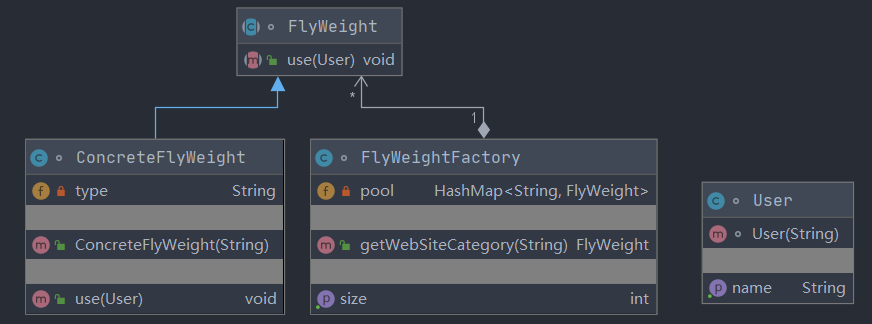 FlyWeight
use(User) void
*
1
ConcreteFlyWeight
type String
ConcreteFlyWeight(String)
use(User) void
FlyWeightFactory
pool HashMap<String, FlyWeight>
getWebSiteCategory(String) FlyWeight
size int
User
User(String)
name String